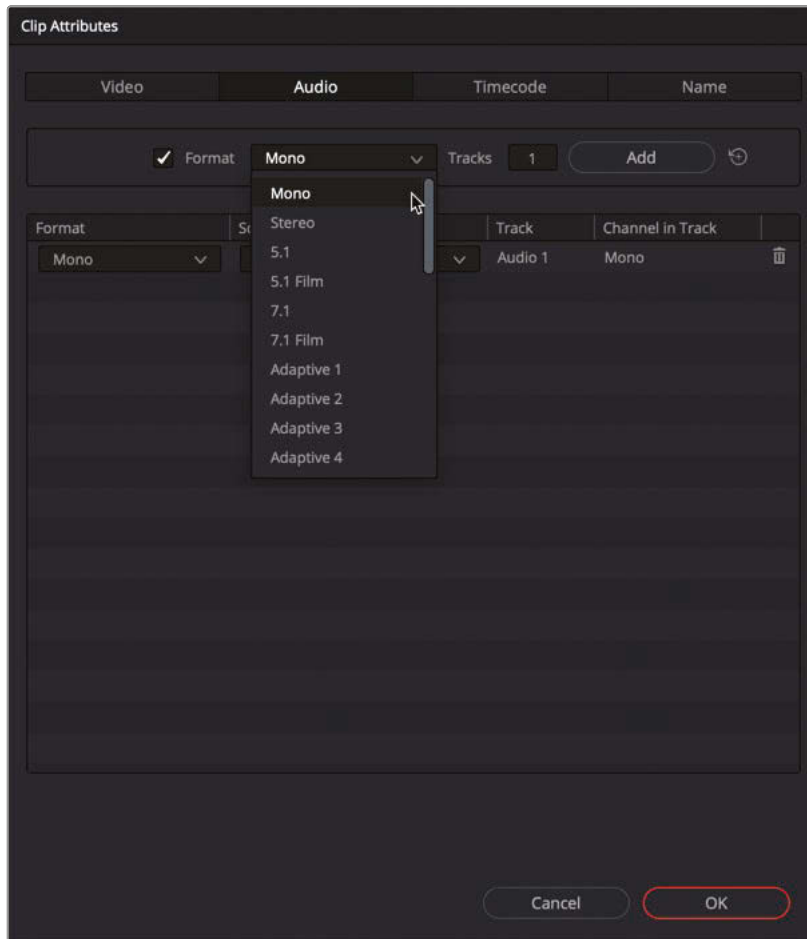 Clip Attributes
Video Audio Timecode Name
Format Mono Tracks 1 Add
Mono
Format Track Channel in Track
Stereo
Mono Audio 1 Mono
5.1
5.1 Film
7.1
7.1 Film
Adaptive 1
Adaptive 2
Adaptive 3
Adaptive 4
Cancel OK